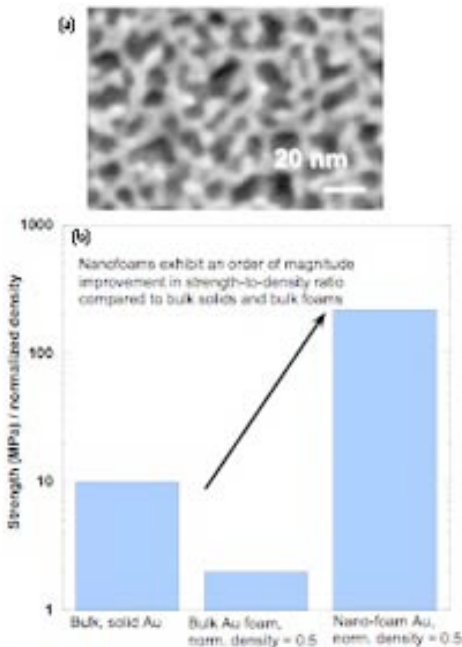 (a)
20 nm
1000
(b)
Nanofoams exhibit an order of magnitude
improvement in strength-to-density ratio
compared to bulk solids and bulk foams
100
Strength (MPa) / normalized density
10
1
Bulk, solid Au
Bulk Au foam,
norm. density = 0.5
Nano-foam Au,
norm. density = 0.5